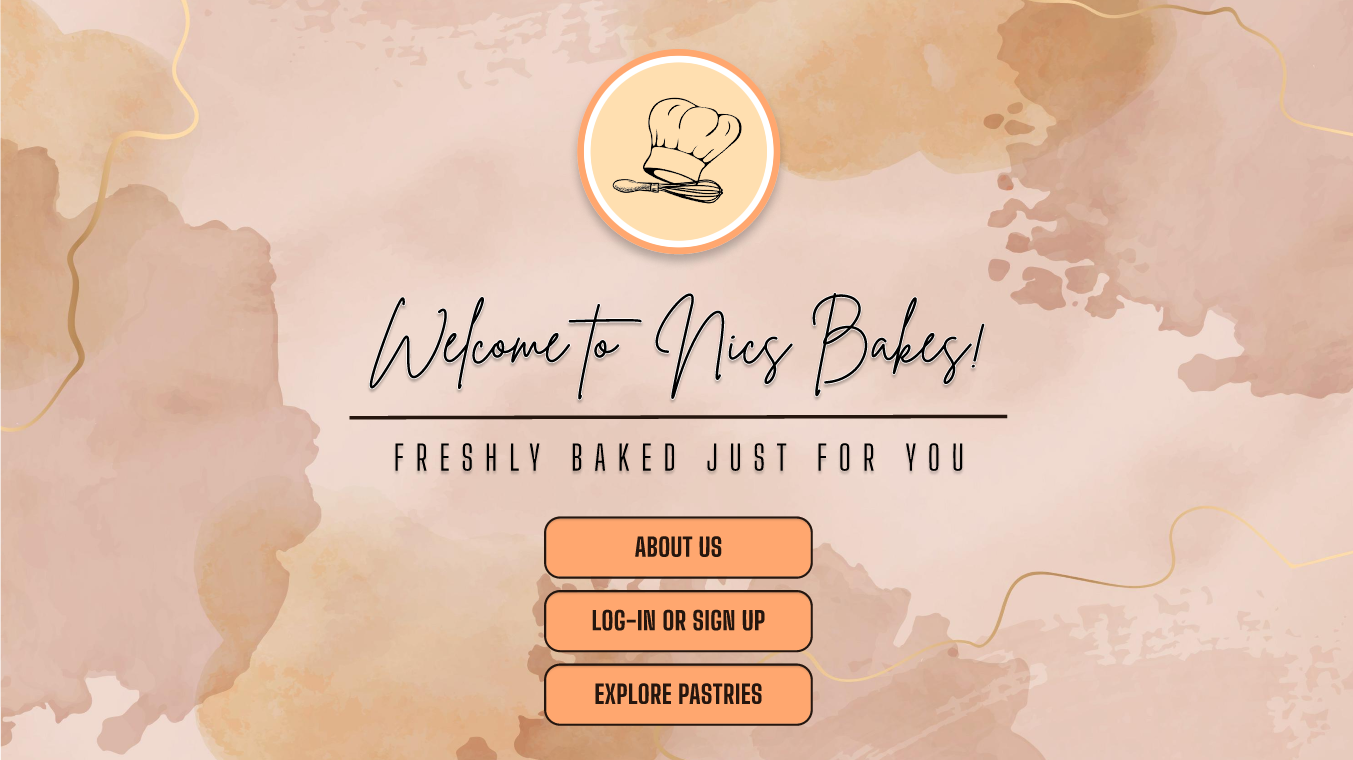 Welcome to Nics Bakes!
FRESHLY BAKED JUST FOR YOU
ABOUT US
LOG-IN OR SIGN UP
EXPLORE PASTRIES